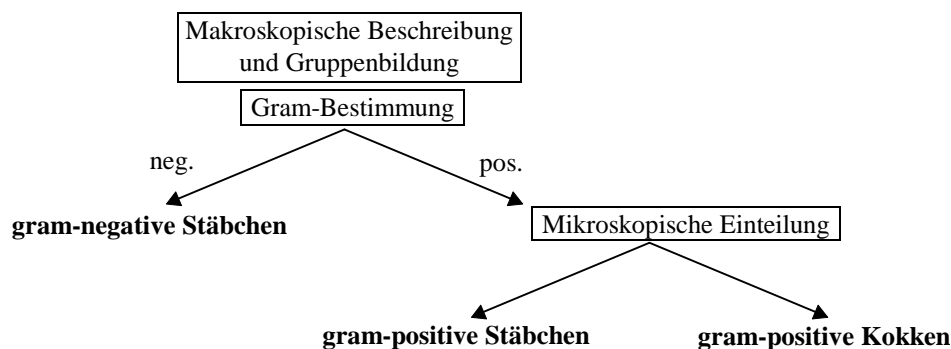 Makroskopische Beschreibung
und Gruppenbildung
Gram-Bestimmung
neg.
pos.
gram-negative Stäbchen
Mikroskopische Einteilung
gram-positive Stäbchen
gram-positive Kokken